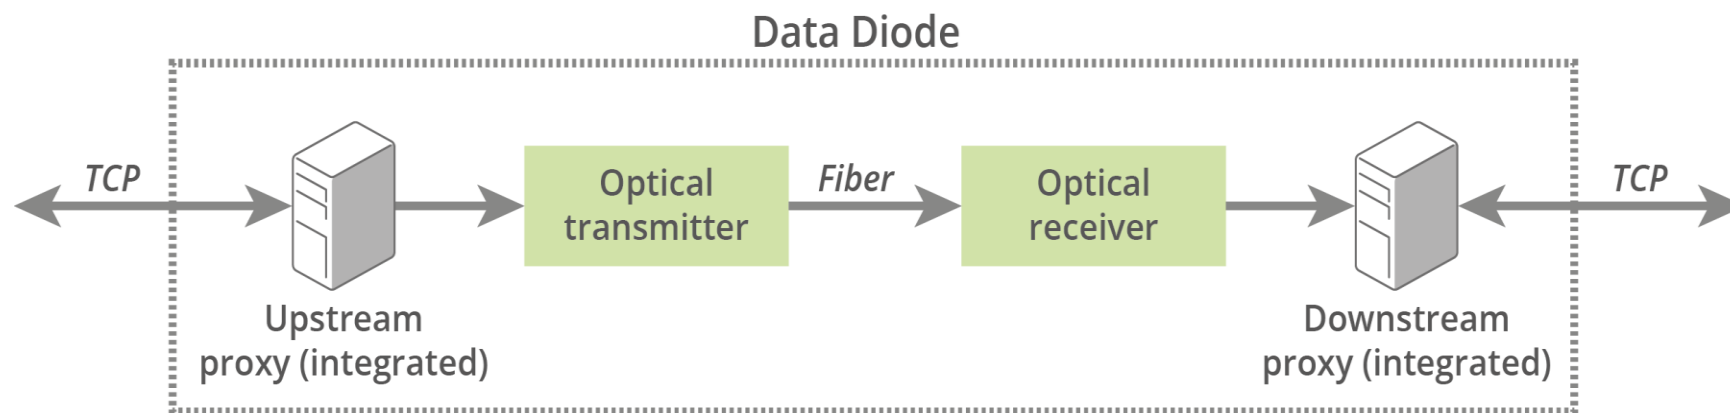 Data Diode
TCP
Fiber
TCP
Optical
transmitter
Optical
receiver
Upstream
proxy (integrated)
Downstream
proxy (integrated)